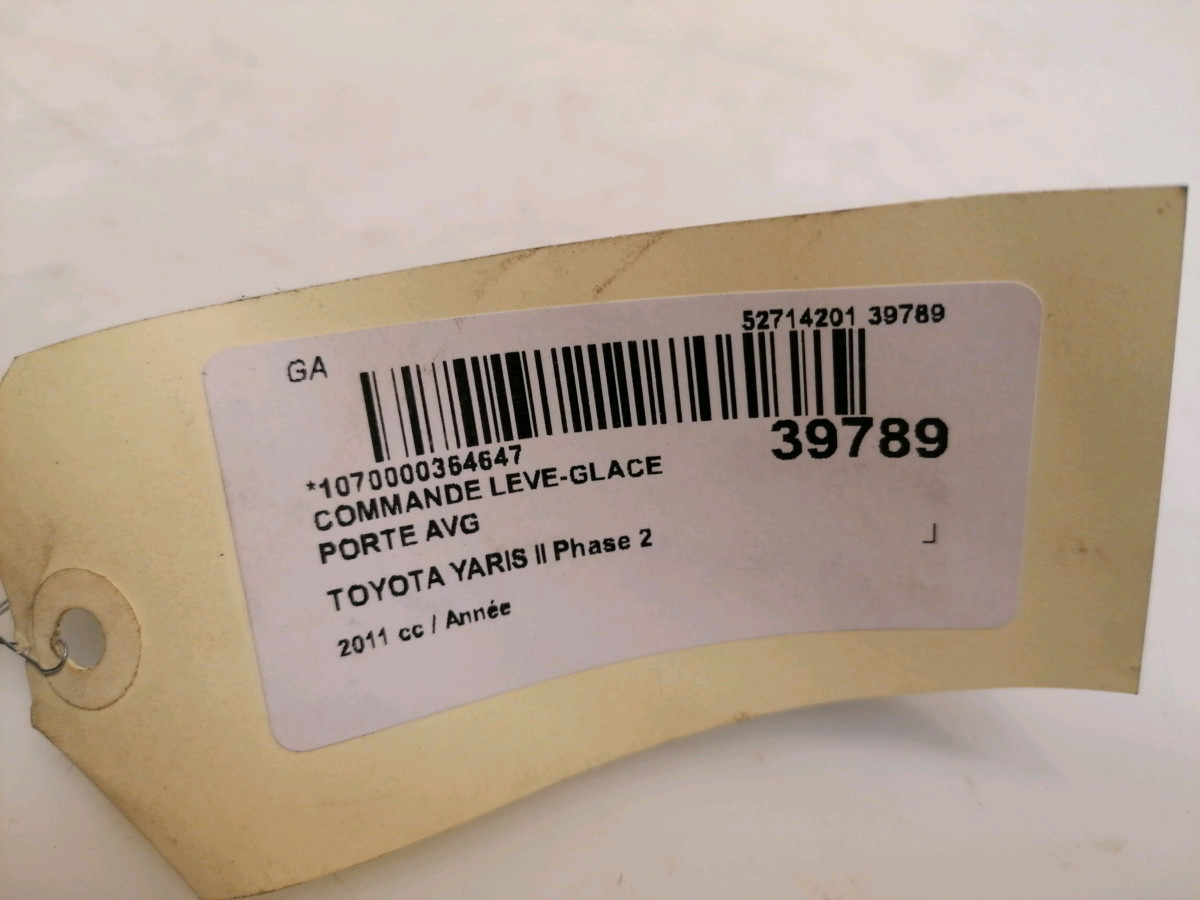 52714201 39789
GA
39789
*1070000364647
COMMANDE LEVE-GLACE
PORTE AVG
TOYOTA YARIS II Phase 2
2011 cc / Année